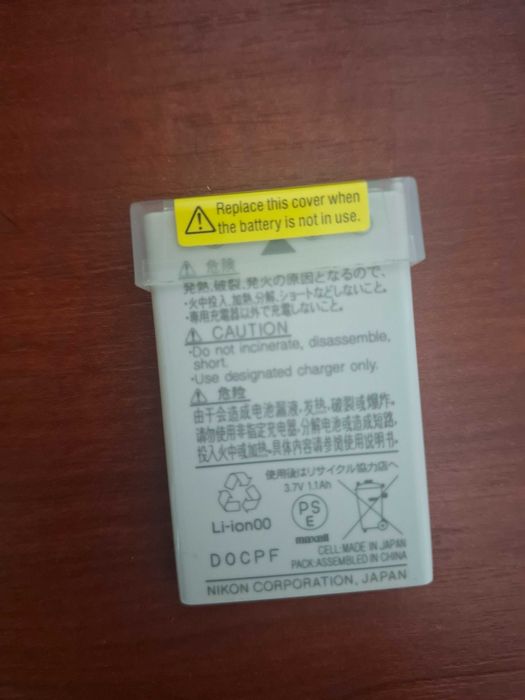 Replace this cover when
the battery is not in use.
危険
発熱、破裂、発火の原因となるので、
・火中投入、加熱、分解、ショートなどしないこと。
・専用充電器以外で充電しないこと。
CAUTION
・Do not incinerate, disassemble,
short.
・Use designated charger only.
危险
由于会造成电池漏液、发热、破裂或爆炸。
请勿使用非指定充电器、分解电池或造成短路、
投入火中或加热。具体内容请参阅使用说明书。
使用後はリサイクル協力店へ
3.7V 1.1Ah
PS
E
Li-ion00
maxell
CELL:MADE IN JAPAN
DOCPF
PACK:ASSEMBLED IN CHINA
NIKON CORPORATION, JAPAN